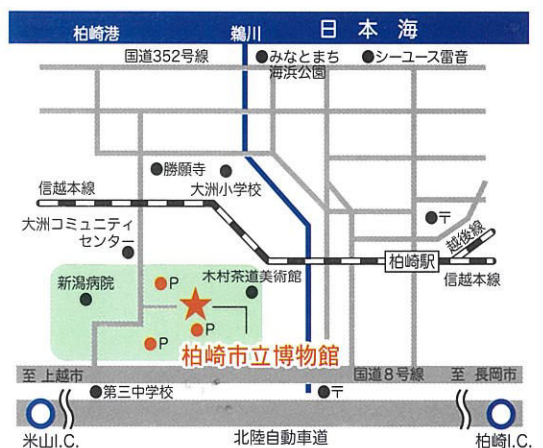 日本海
柏崎港
鵜川
国道352号線
みなとまち
海浜公園
シーユース雷音
勝願寺
大洲小学校
信越本線
〒
越後線
大洲コミュニティ
センター
柏崎駅
信越本線
新潟病院
P
木村茶道美術館
P
P
柏崎市立博物館
至 上越市
国道8号線
至 長岡市
第三中学校
〒
米山I.C.
北陸自動車道
柏崎I.C.